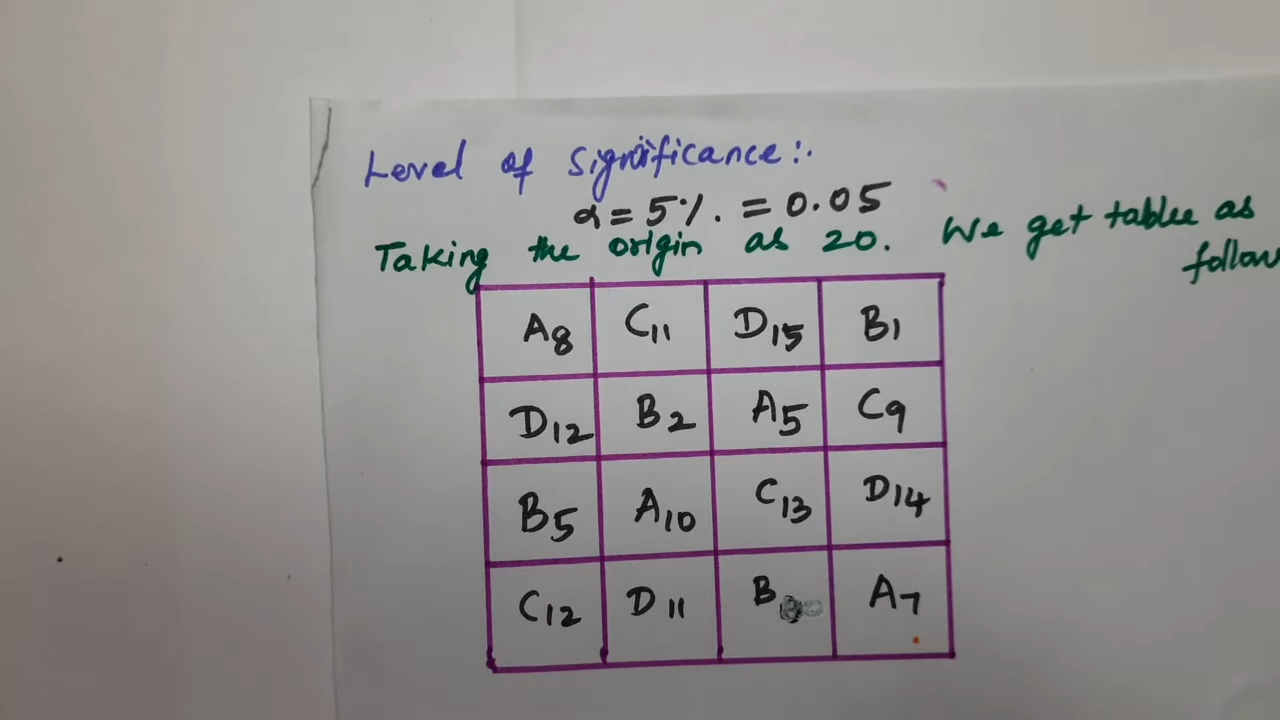 Level of significance:.
α = 5%. = 0.05
Taking the origin as 20. We get table as
follow
A8 C11 D15 B1
D12 B2 A5 C9
B5 A10 C13 D14
C12 D11 B A7